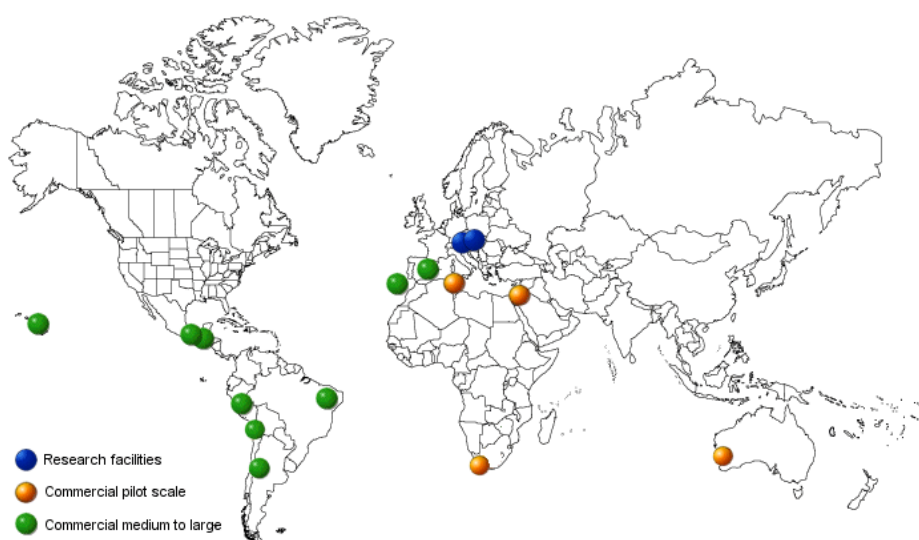 Research facilities
Commercial pilot scale
Commercial medium to large